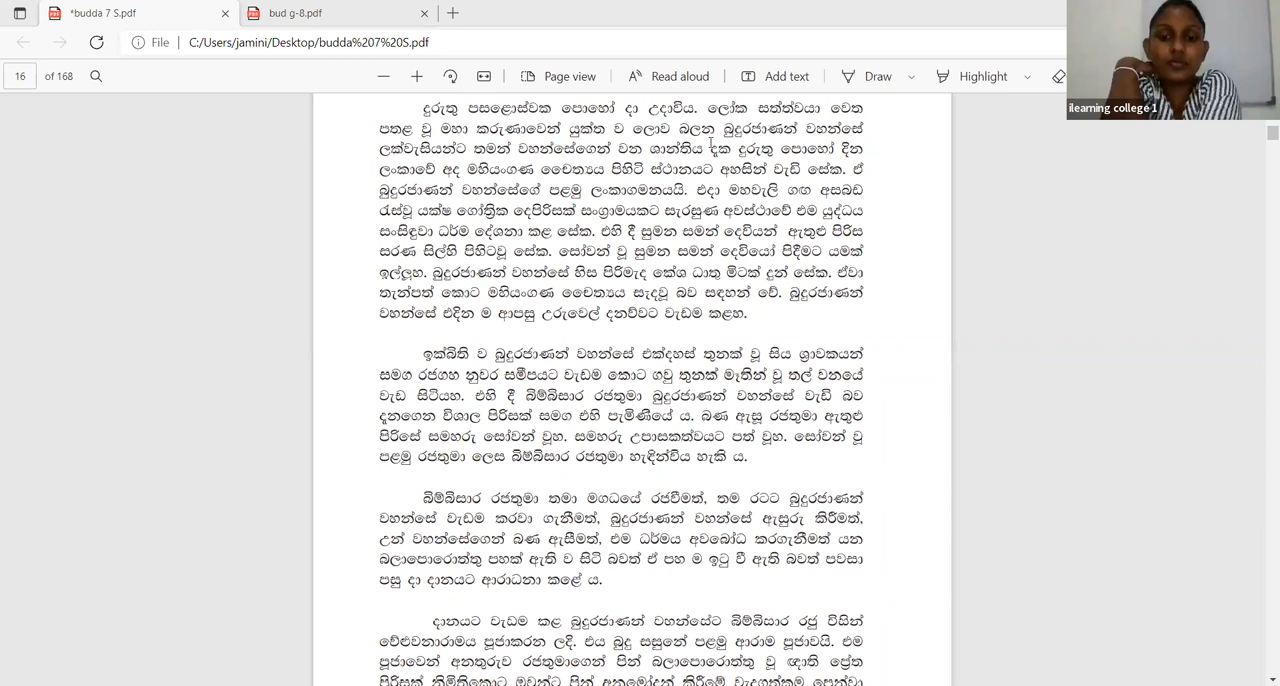 *budda 7 S.pdf
bud g-8.pdf
File
C:/Users/jamini/Desktop/budda%207%20S.pdf
16 of 168
Page view
Read aloud
Add text
Draw
Highlight
ilearning college 1
දුරුතු පසළොස්වක පොහෝ දා උදාවිය. ලෝක සත්ත්වයා වෙත
පතළ වූ මහා කරුණාවෙන් යුක්ත ව ලොව බලන බුදුරජාණන් වහන්සේ
ලක්වැසියන්ට තමන් වහන්සේගෙන් වන ශාන්තිය දැක දුරුතු පොහෝ දින
ලංකාවේ අද මහියංගණ චෛත්‍යය පිහිටි ස්ථානයට අහසින් වැඩි සේක. ඒ
බුදුරජාණන් වහන්සේගේ පළමු ලංකාගමනයයි. එදා මහවැලි ගඟ අසබඩ
රැස්වූ යක්ෂ ගෝත්‍රික දෙපිරිසක් සංග්‍රාමයකට සැරසුණ අවස්ථාවේ එම යුද්ධය
සංසිඳුවා ධර්ම දේශනා කළ සේක. එහි දී සුමන සමන් දෙවියන් ඇතුළු පිරිස
සරණ සිල්හි පිහිටවූ සේක. සෝවන් වූ සුමන සමන් දෙවියෝ පිදීමට යමක්
ඉල්ලූහ. බුදුරජාණන් වහන්සේ හිස පිරිමැද කේශ ධාතු මිටක් දුන් සේක. ඒවා
තැන්පත් කොට මහියංගණ චෛත්‍යය සැදවූ බව සඳහන් වේ. බුදුරජාණන්
වහන්සේ එදින ම ආපසු උරුවෙල් දනව්වට වැඩම කළහ.
ඉක්බිති ව බුදුරජාණන් වහන්සේ එක්දහස් තුනක් වූ සිය ශ්‍රාවකයන්
සමග රජගහ නුවර සමීපයට වැඩම කොට ගවු තුනක් මෑතින් වූ තල් වනයේ
වැඩ සිටියහ. එහි දී බිම්බිසාර රජතුමා බුදුරජාණන් වහන්සේ වැඩි බව
දැනගෙන විශාල පිරිසක් සමග එහි පැමිණියේ ය. බණ ඇසූ රජතුමා ඇතුළු
පිරිසේ සමහරු සෝවන් වූහ. සමහරු උපාසකත්වයට පත් වූහ. සෝවන් වූ
පළමු රජතුමා ලෙස බිම්බිසාර රජතුමා හැඳින්විය හැකි ය.
බිම්බිසාර රජතුමා තමා මගධයේ රජවීමත්, තම රටට බුදුරජාණන්
වහන්සේ වැඩම කරවා ගැනීමත්, බුදුරජාණන් වහන්සේ ඇසුරු කිරීමත්,
උන් වහන්සේගෙන් බණ ඇසීමත්, එම ධර්මය අවබෝධ කරගැනීමත් යන
බලාපොරොත්තු පහක් ඇති ව සිටි බවත් ඒ පහ ම ඉටු වී ඇති බවත් පවසා
පසු දා දානයට ආරාධනා කළේ ය.
දානයට වැඩම කළ බුදුරජාණන් වහන්සේට බිම්බිසාර රජු විසින්
වේළුවනාරාමය පූජාකරන ලදි. එය බුදු සසුනේ පළමු ආරාම පූජාවයි. එම
පූජාවෙන් අනතුරුව රජතුමාගෙන් පින් බලාපොරොත්තු වූ ඥාති ප්‍රේත
පිරිසක් නිමිතිකොට ඔවුන්ට පින් අනුමෝදන් කිරීමේ වැදගත්කම පෙන්වා